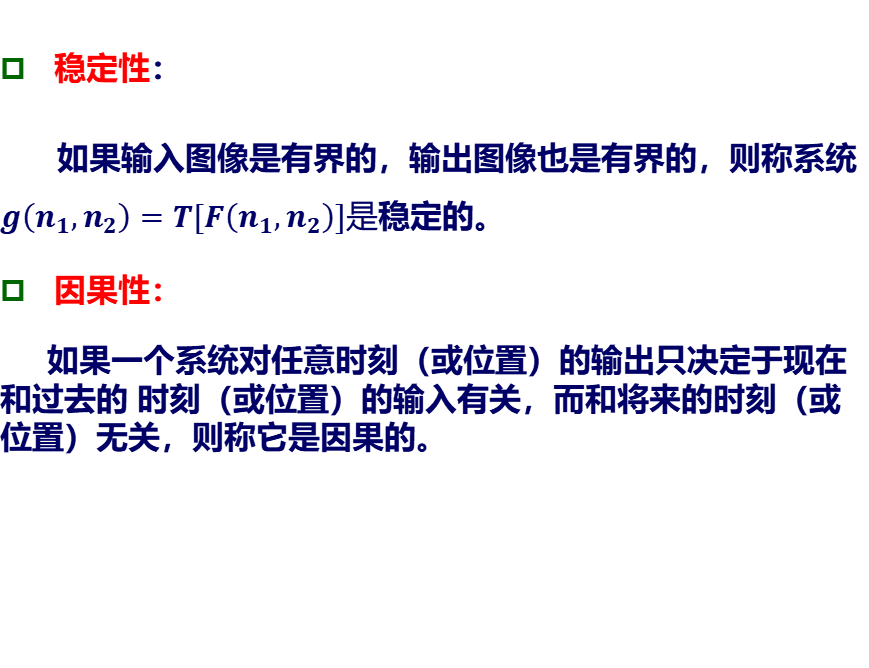 稳定性：
如果输入图像是有界的，输出图像也是有界的，则称系统
g(n₁, n₂) = T[F(n₁, n₂)]是稳定的。
因果性：
如果一个系统对任意时刻（或位置）的输出只决定于现在
和过去的 时刻（或位置）的输入有关，而和将来的时刻（或
位置）无关，则称它是因果的。